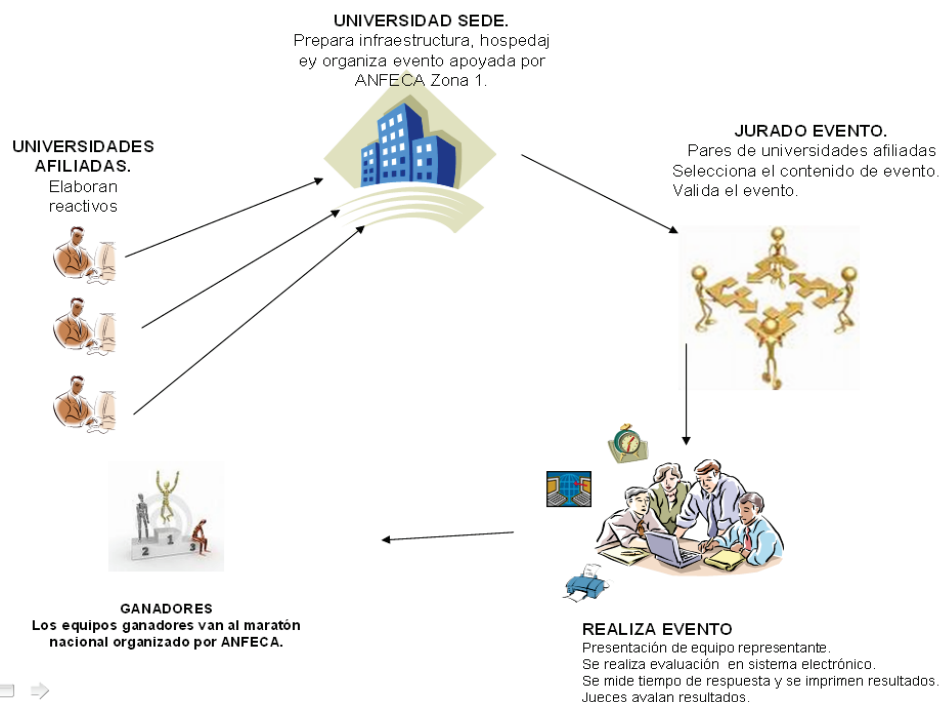 UNIVERSIDAD SEDE.
Prepara infraestructura, hospedaj
ey organiza evento apoyada por
ANFECA Zona 1.
UNIVERSIDADES
AFILIADAS.
Elaboran
reactivos
JURADO EVENTO.
Pares de universidades afiliadas
Selecciona el contenido de evento.
Valida el evento.
2 1 3
GANADORES
Los equipos ganadores van al maratón
nacional organizado por ANFECA.
REALIZA EVENTO
Presentación de equipo representante.
Se realiza evaluación en sistema electrónico.
Se mide tiempo de respuesta y se imprimen resultados.
Jueces avalan resultados.